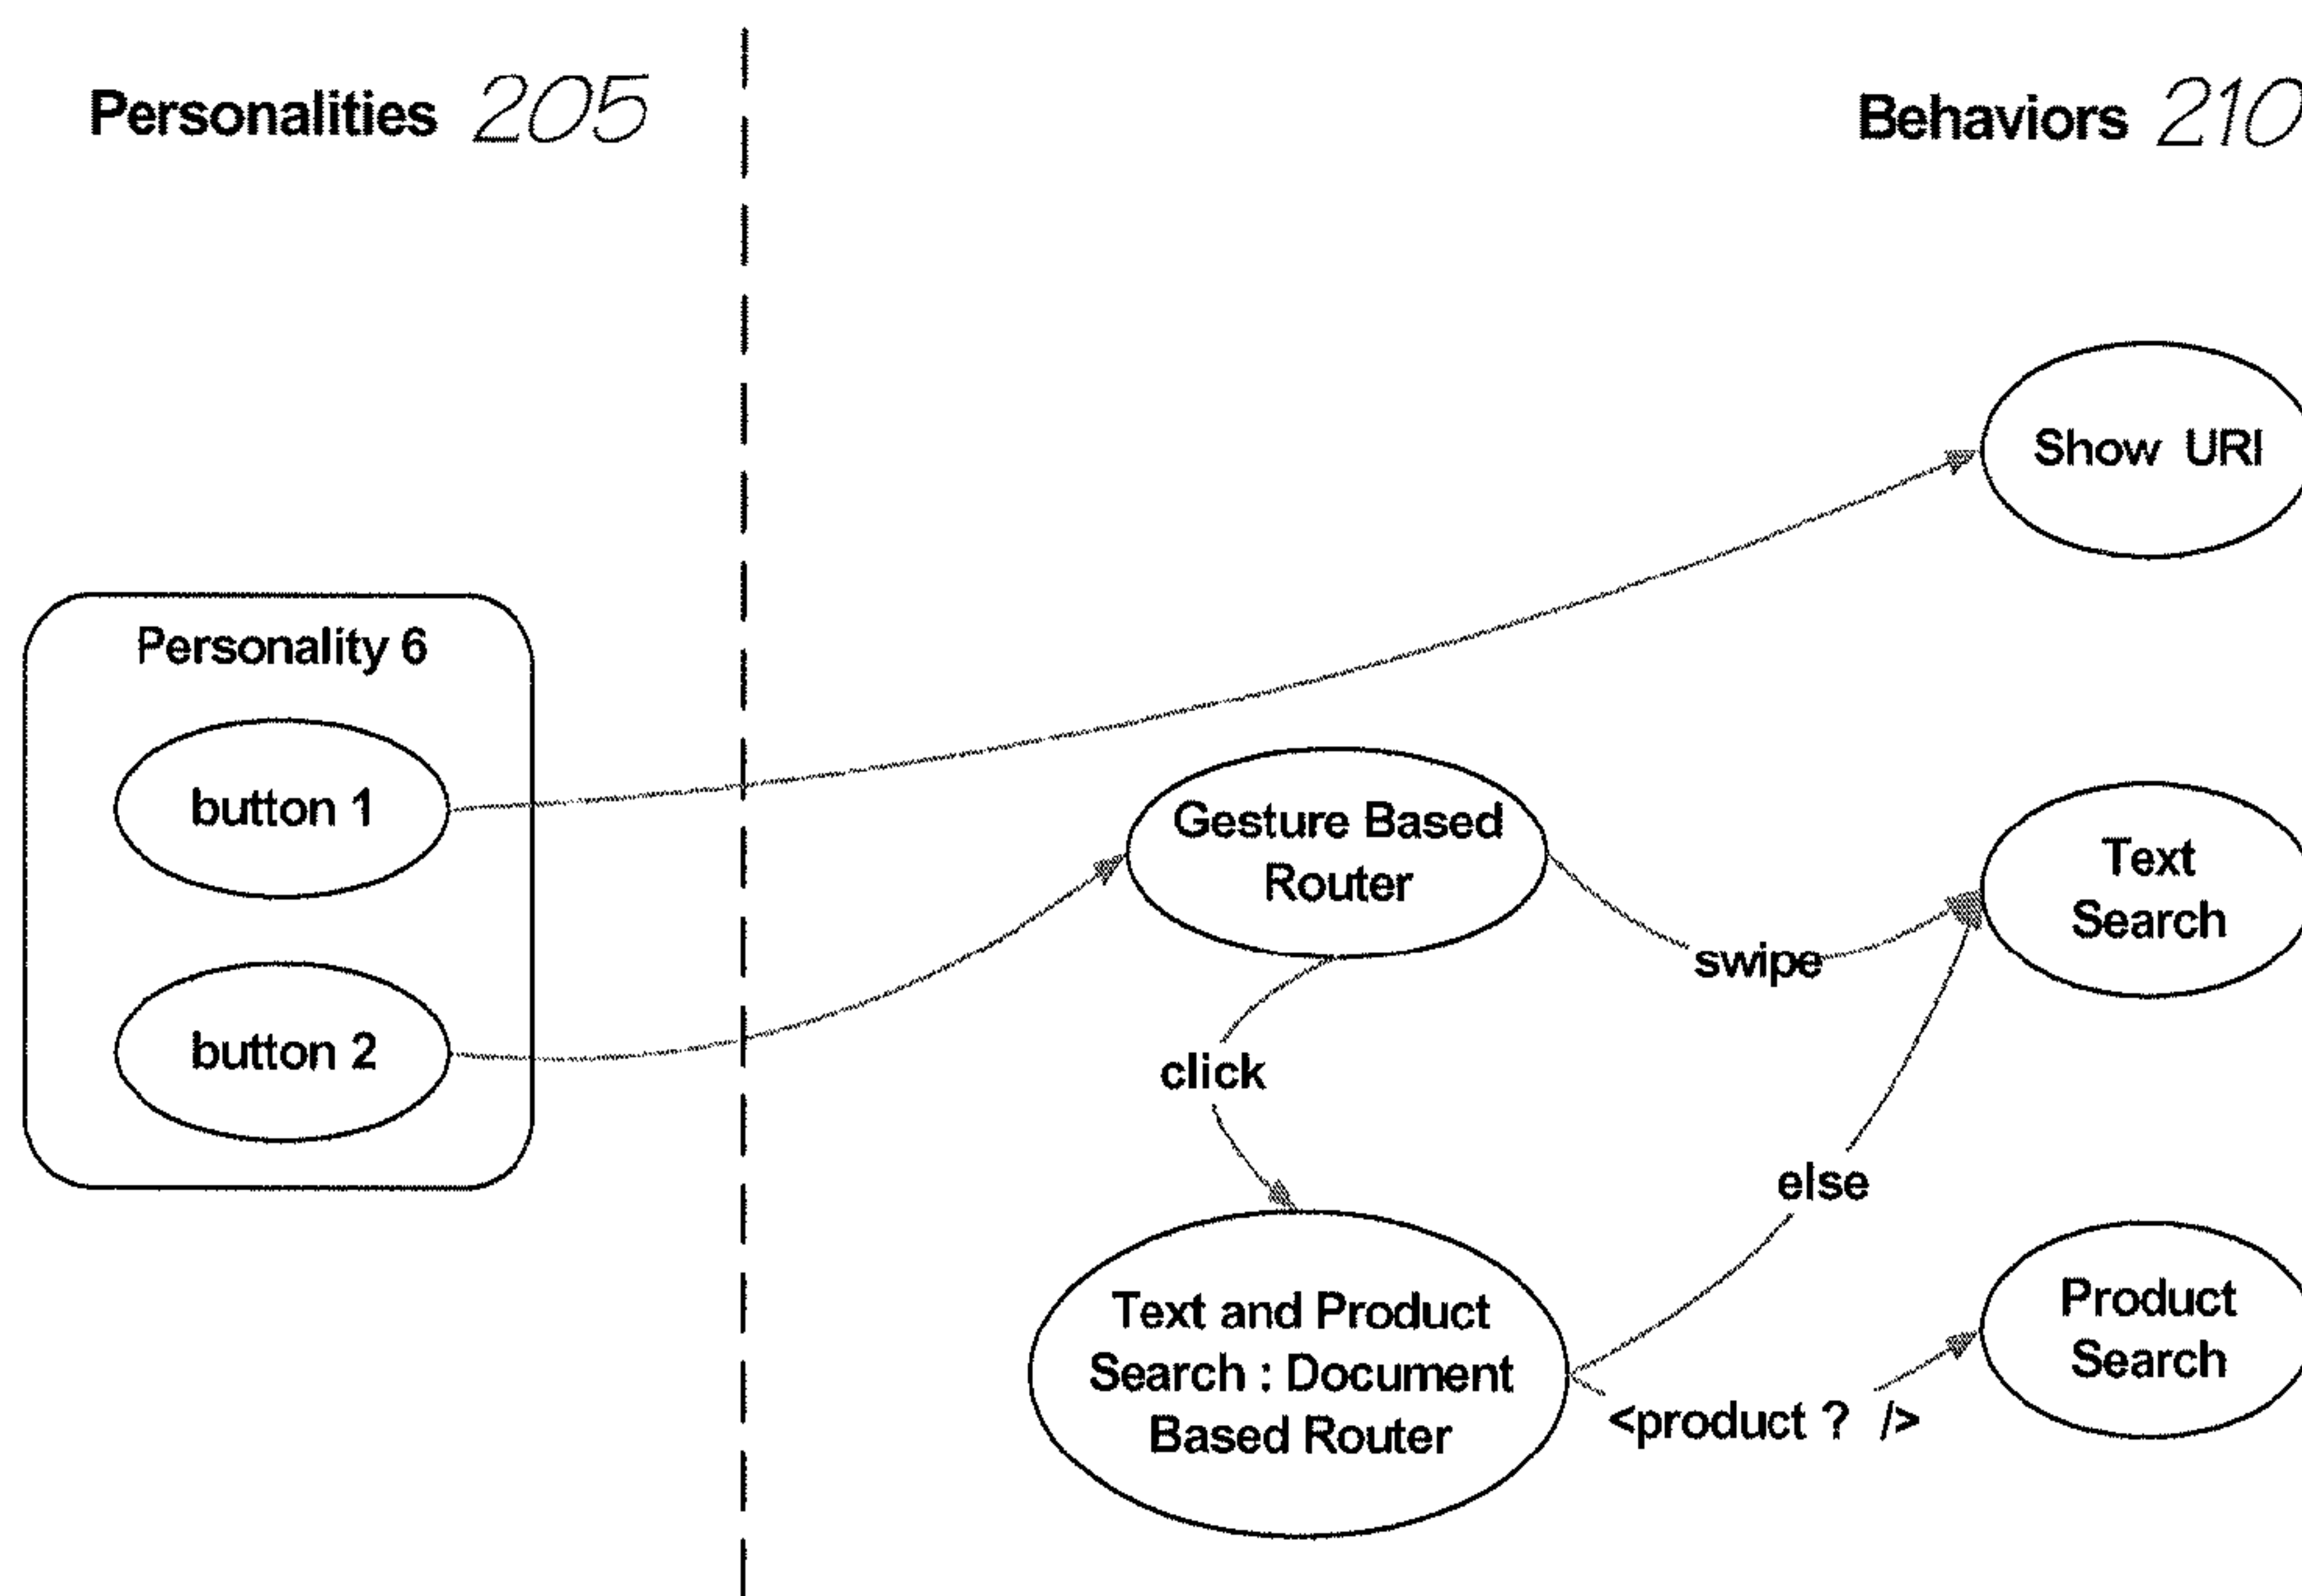 Personalities 205
Behaviors 210
Show URI
Personality 6
button 1
button 2
Gesture Based
Router
swipe
Text
Search
click
else
Text and Product
Search : Document
Based Router
<product ? />
Product
Search